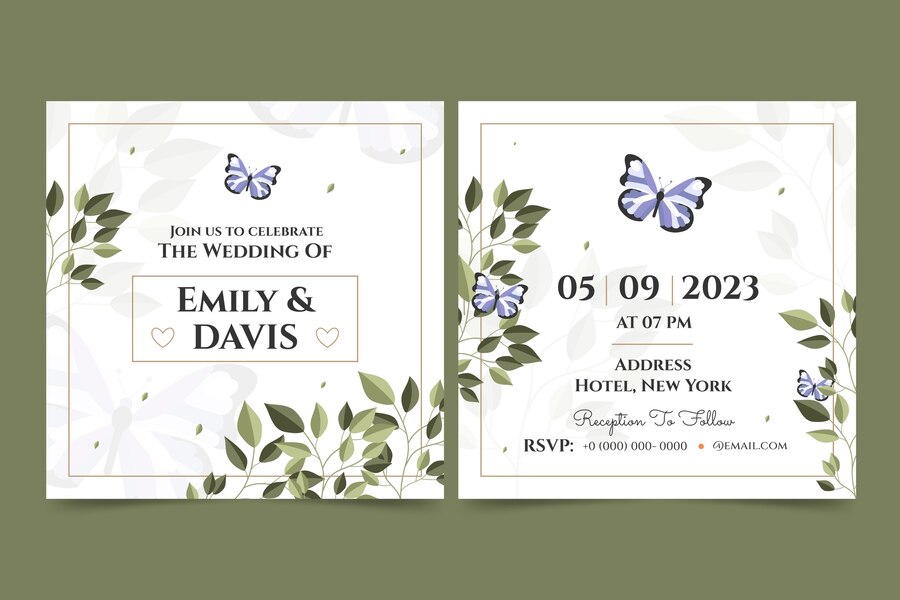 Join us to celebrate
The Wedding Of
Emily &
DAVIS
05 | 09 | 2023
AT 07 PM
Address
Hotel, New York
Reception To Follow
RSVP: +0 (000) 000- 0000 • @email.com